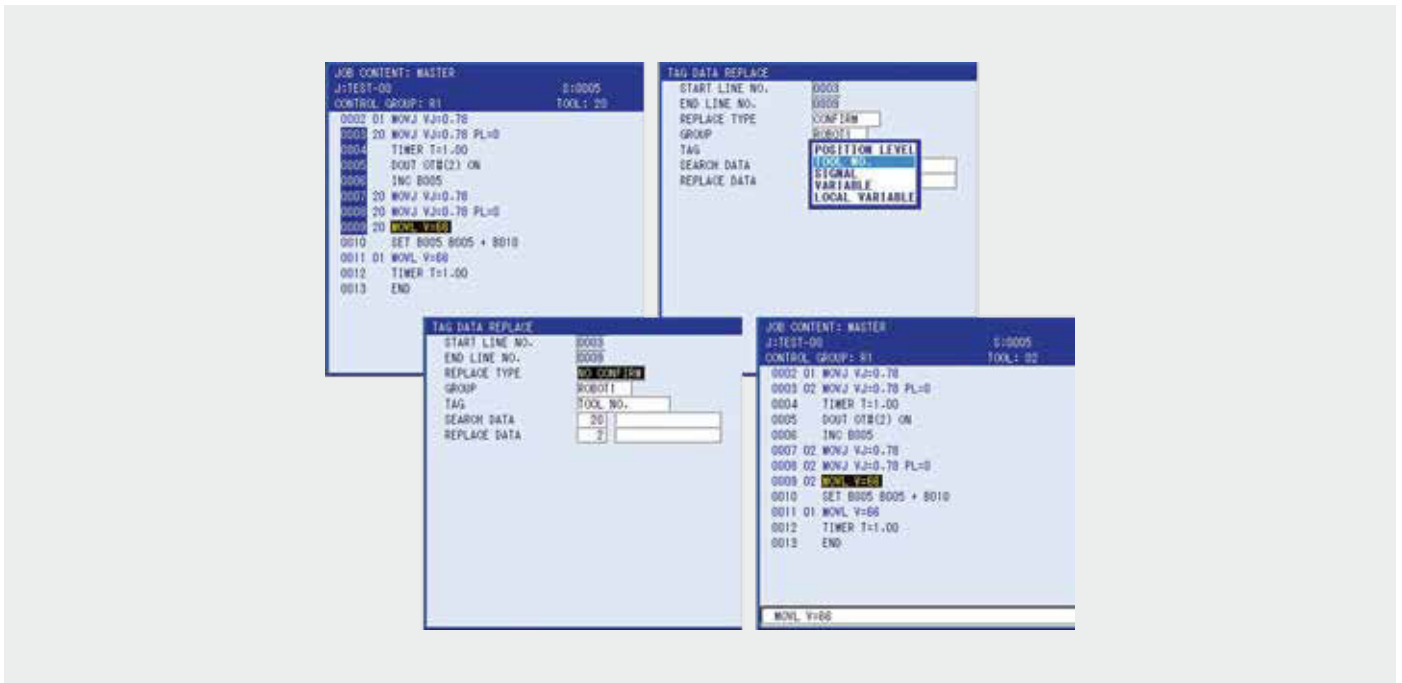 JOB CONTENT: MASTER
J:TEST-00 S:0005
CONTROL GROUP: R1 TOOL: 20
0002 01 MOVJ VJ=0.78
0003 20 MOVJ VJ=0.78 PL=0
0004 TIMER T=1.00
0005 DOUT OT#(2) ON
0006 INC B005
0007 20 MOVJ VJ=0.78
0008 20 MOVJ VJ=0.78 PL=0
0009 20 MOVL V=66
0010 SET B005 B005 + B010
0011 01 MOVL V=66
0012 TIMER T=1.00
0013 END
TAG DATA REPLACE
START LINE NO. 0003
END LINE NO. 0009
REPLACE TYPE CONFIRM
GROUP ROBOT1
TAG
SEARCH DATA
REPLACE DATA
POSITION LEVEL
TOOL NO.
SIGNAL
VARIABLE
LOCAL VARIABLE
TAG DATA REPLACE
START LINE NO. 0003
END LINE NO. 0009
REPLACE TYPE NO CONFIRM
GROUP ROBOT1
TAG TOOL NO.
SEARCH DATA 20
REPLACE DATA 2
JOB CONTENT: MASTER
J:TEST-00 S:0005
CONTROL GROUP: R1 TOOL: 02
0002 01 MOVJ VJ=0.78
0003 02 MOVJ VJ=0.78 PL=0
0004 TIMER T=1.00
0005 DOUT OT#(2) ON
0006 INC B005
0007 02 MOVJ VJ=0.78
0008 02 MOVJ VJ=0.78 PL=0
0009 02 MOVL V=66
0010 SET B005 B005 + B010
0011 01 MOVL V=66
0012 TIMER T=1.00
0013 END
MOVL V=66